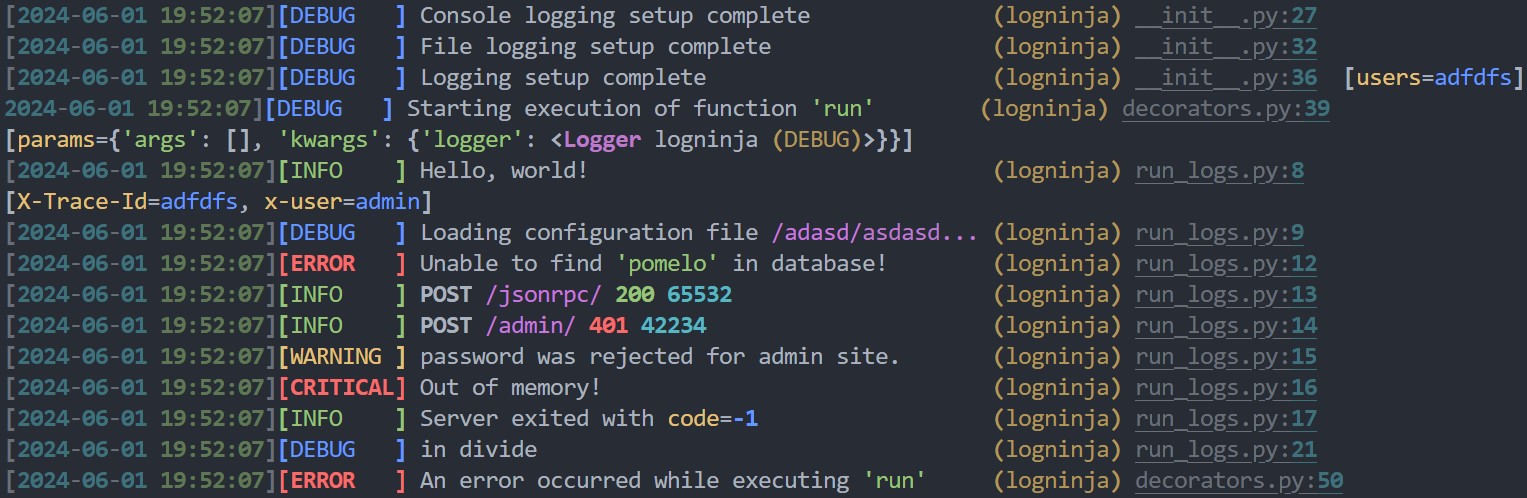 [2024-06-01 19:52:07][DEBUG   ] Console logging setup complete              (logninja) __init__.py:27
[2024-06-01 19:52:07][DEBUG   ] File logging setup complete                 (logninja) __init__.py:32
[2024-06-01 19:52:07][DEBUG   ] Logging setup complete                      (logninja) __init__.py:36  [users=adfdfs]
2024-06-01 19:52:07][DEBUG   ] Starting execution of function 'run'        (logninja) decorators.py:39
[params={'args': [], 'kwargs': {'logger': <Logger logninja (DEBUG)>}}]
[2024-06-01 19:52:07][INFO    ] Hello, world!                               (logninja) run_logs.py:8
[X-Trace-Id=adfdfs, x-user=admin]
[2024-06-01 19:52:07][DEBUG   ] Loading configuration file /adasd/asdasd... (logninja) run_logs.py:9
[2024-06-01 19:52:07][ERROR   ] Unable to find 'pomelo' in database!        (logninja) run_logs.py:12
[2024-06-01 19:52:07][INFO    ] POST /jsonrpc/ 200 65532                    (logninja) run_logs.py:13
[2024-06-01 19:52:07][INFO    ] POST /admin/ 401 42234                      (logninja) run_logs.py:14
[2024-06-01 19:52:07][WARNING ] password was rejected for admin site.       (logninja) run_logs.py:15
[2024-06-01 19:52:07][CRITICAL] Out of memory!                              (logninja) run_logs.py:16
[2024-06-01 19:52:07][INFO    ] Server exited with code=-1                  (logninja) run_logs.py:17
[2024-06-01 19:52:07][DEBUG   ] in divide                                   (logninja) run_logs.py:21
[2024-06-01 19:52:07][ERROR   ] An error occurred while executing 'run'     (logninja) decorators.py:50